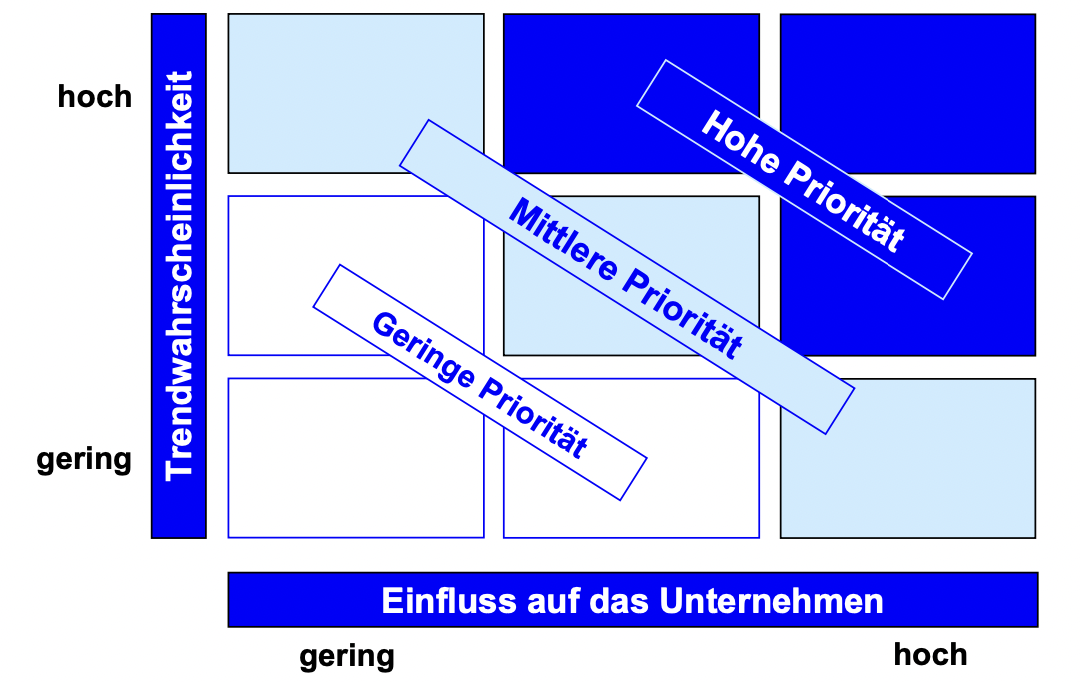 hoch
Trendwahrscheinlichkeit
gering
Hohe Priorität
Mittlere Priorität
Geringe Priorität
Einfluss auf das Unternehmen
gering
hoch